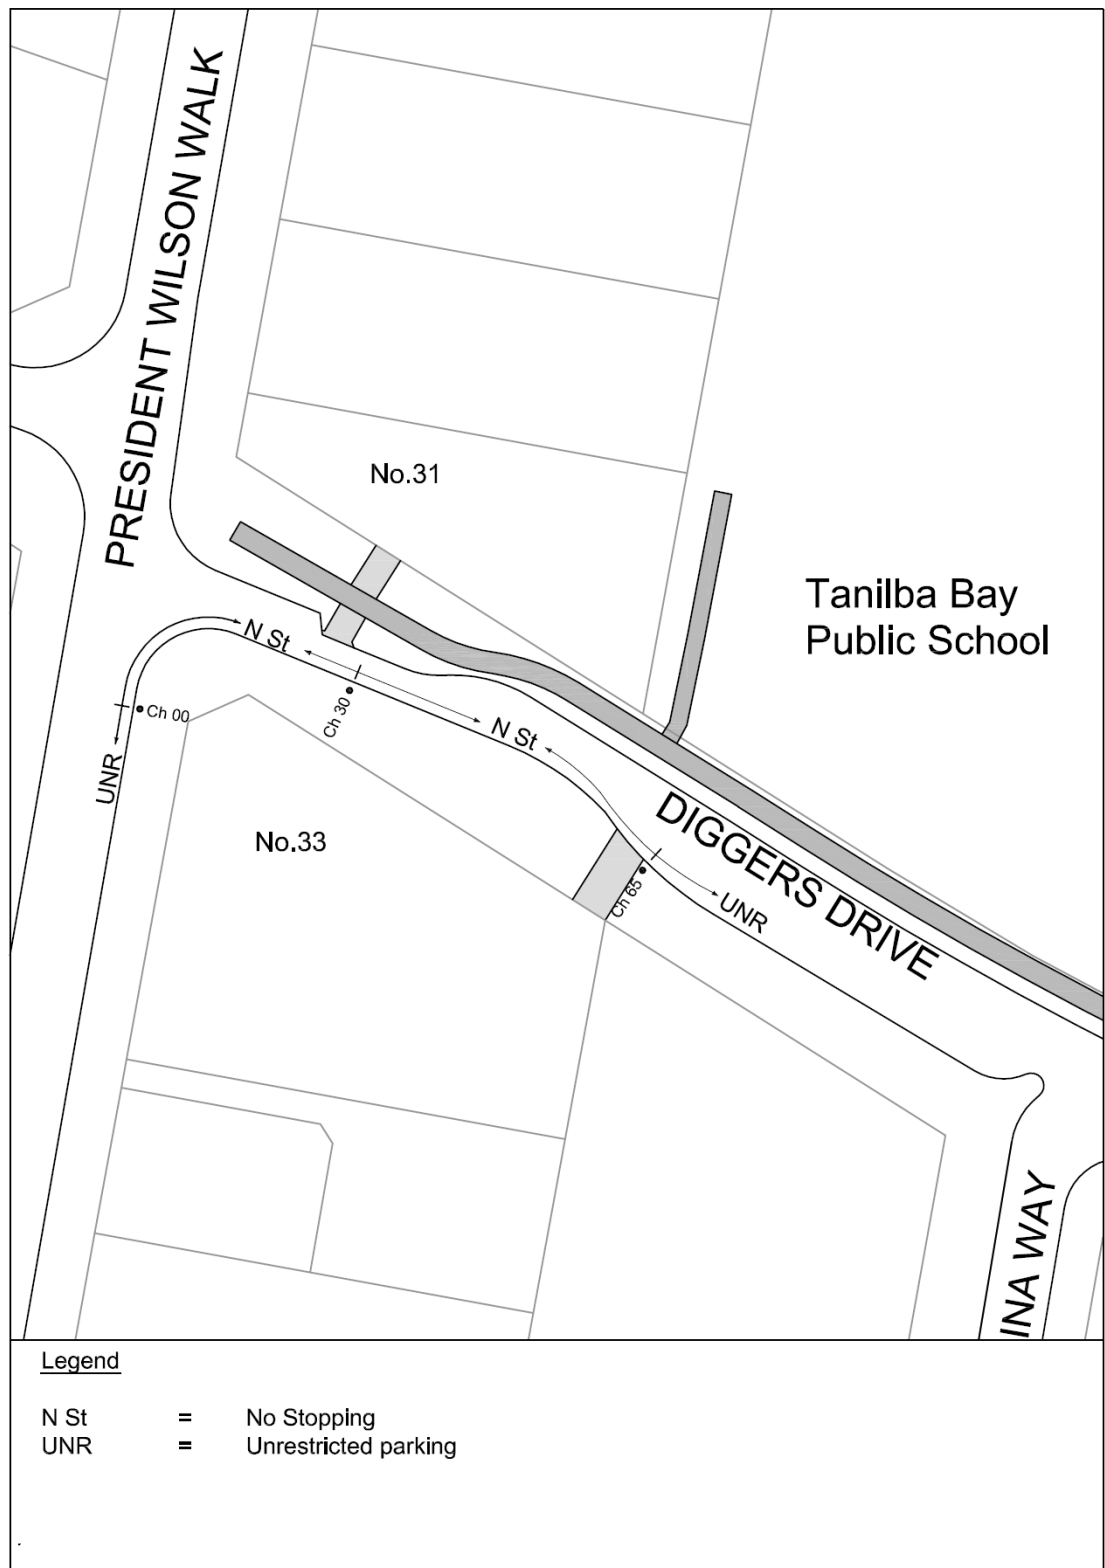 PRESIDENT WILSON WALK
No.31
Tanilba Bay
Public School
N St
Ch 00
Ch 30
N St
UNR
No.33
DIGGERS DRIVE
Ch 65
UNR
INA WAY
Legend
N St = No Stopping
UNR = Unrestricted parking